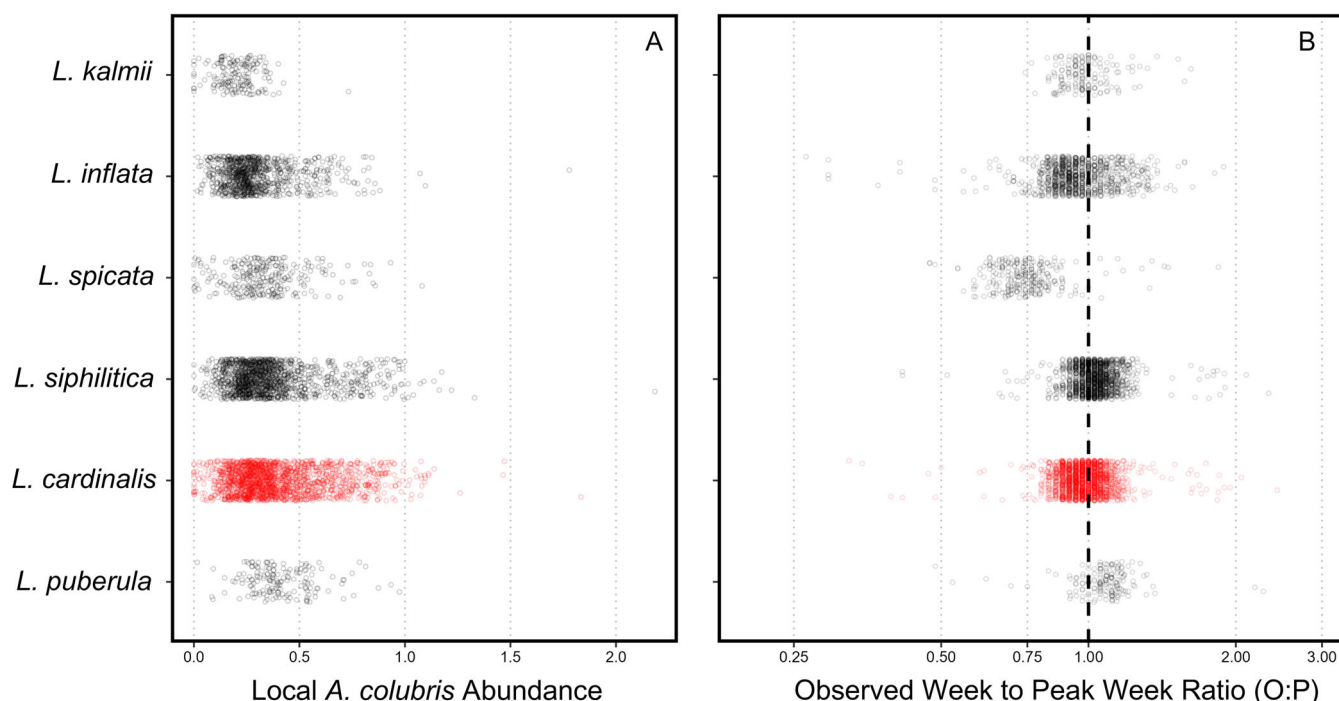 A
B
L. kalmii
L. inflata
L. spicata
L. siphilitica
L. cardinalis
L. puberula
0.0 0.5 1.0 1.5 2.0
0.25 0.50 0.75 1.00 2.00 3.00
Local A. colubris Abundance
Observed Week to Peak Week Ratio (O:P)